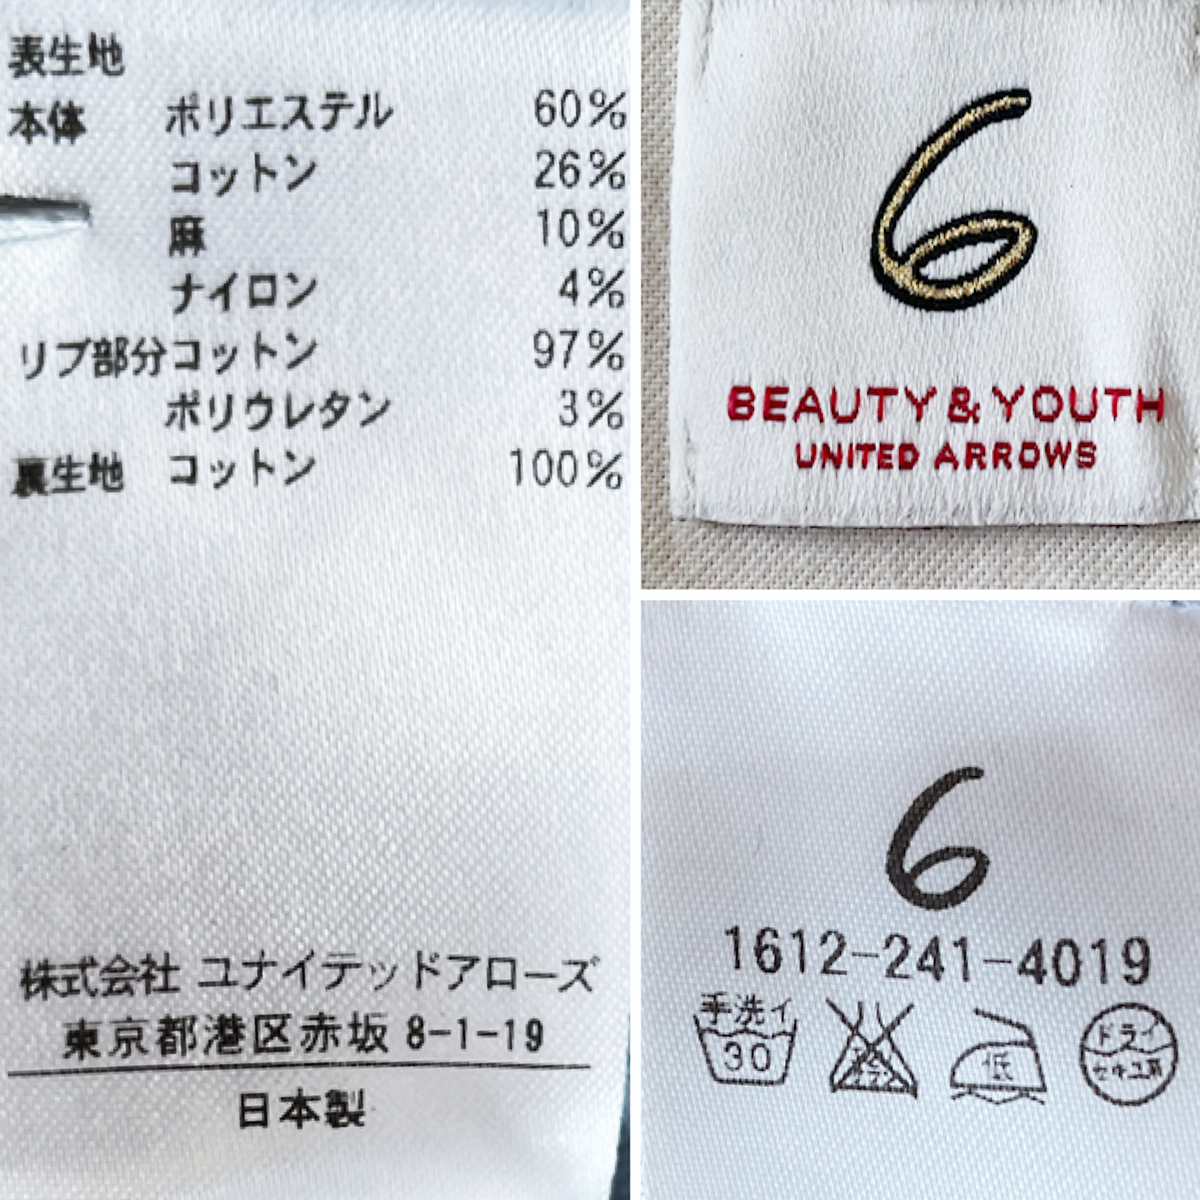 表生地
本体 ポリエステル 60%
コットン 26%
麻 10%
ナイロン 4%
リブ部分 コットン 97%
ポリウレタン 3%
裏生地 コットン 100%
株式会社 ユナイテッドアローズ
東京都港区赤坂 8-1-19
日本製
6
BEAUTY & YOUTH
UNITED ARROWS
6
1612-241-4019
手洗イ
30
低
ドライ
セキユ系